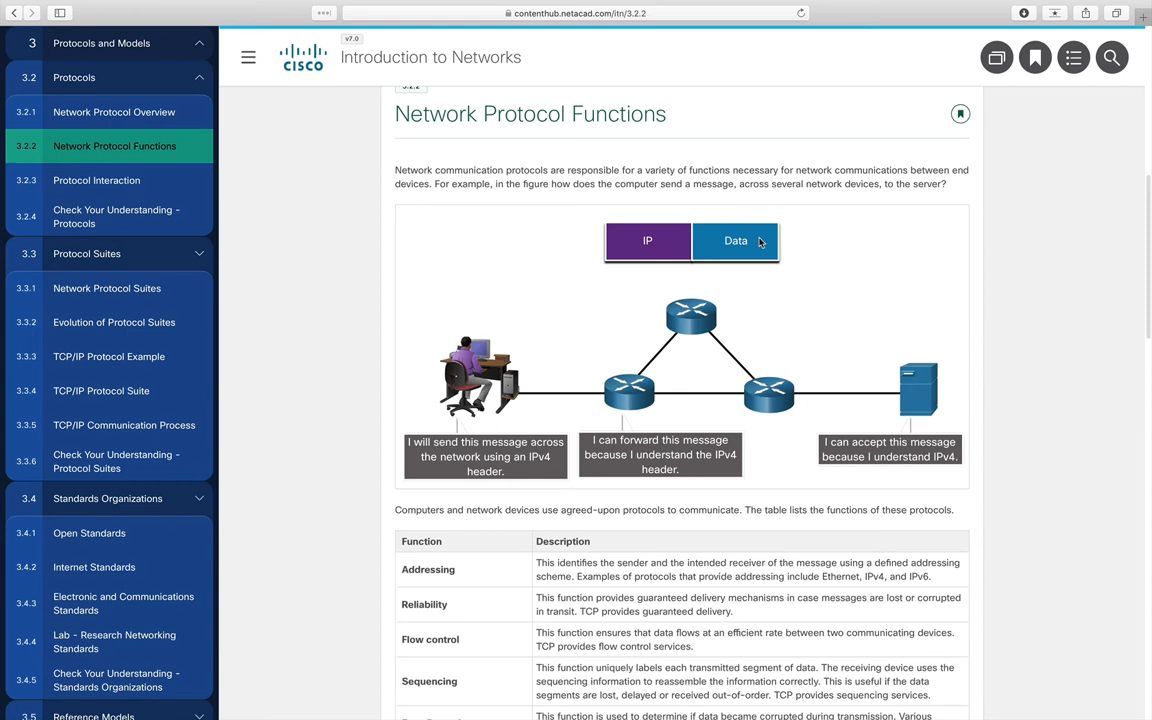 contenthub.netacad.com/itn/3.2.2
3 Protocols and Models
3.2 Protocols
3.2.1 Network Protocol Overview
3.2.2 Network Protocol Functions
3.2.3 Protocol Interaction
3.2.4 Check Your Understanding -
Protocols
3.3 Protocol Suites
3.3.1 Network Protocol Suites
3.3.2 Evolution of Protocol Suites
3.3.3 TCP/IP Protocol Example
3.3.4 TCP/IP Protocol Suite
3.3.5 TCP/IP Communication Process
3.3.6 Check Your Understanding -
Protocol Suites
3.4 Standards Organizations
3.4.1 Open Standards
3.4.2 Internet Standards
3.4.3 Electronic and Communications
Standards
3.4.4 Lab - Research Networking
Standards
3.4.5 Check Your Understanding -
Standards Organizations
3.5 Reference Models
v7.0
CISCO
Introduction to Networks
3.2.2
Network Protocol Functions
Network communication protocols are responsible for a variety of functions necessary for network communications between end
devices. For example, in the figure how does the computer send a message, across several network devices, to the server?
IP Data
I will send this message across
the network using an IPv4
header.
I can forward this message
because I understand the IPv4
header.
I can accept this message
because I understand IPv4.
Computers and network devices use agreed-upon protocols to communicate. The table lists the functions of these protocols.
Function Description
Addressing
This identifies the sender and the intended receiver of the message using a defined addressing
scheme. Examples of protocols that provide addressing include Ethernet, IPv4, and IPv6.
Reliability
This function provides guaranteed delivery mechanisms in case messages are lost or corrupted
in transit. TCP provides guaranteed delivery.
Flow control
This function ensures that data flows at an efficient rate between two communicating devices.
TCP provides flow control services.
Sequencing
This function uniquely labels each transmitted segment of data. The receiving device uses the
sequencing information to reassemble the information correctly. This is useful if the data
segments are lost, delayed or received out-of-order. TCP provides sequencing services.
This function is used to determine if data became corrupted during transmission. Various